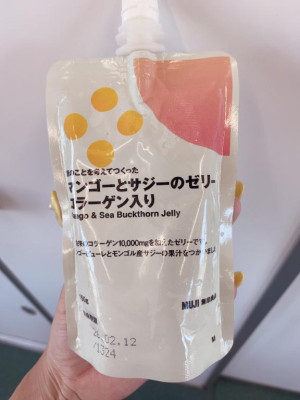 のことを考えてつくった
マンゴーとサジーのゼリー
コラーゲン入り
Mango & Sea Buckthorn Jelly
コラーゲン10,000mgを加えたゼリーです。
ゴーピューレとモンゴル産サジーの果汁をつかいました
MUJI 無印良品
.02.12
/1324
M